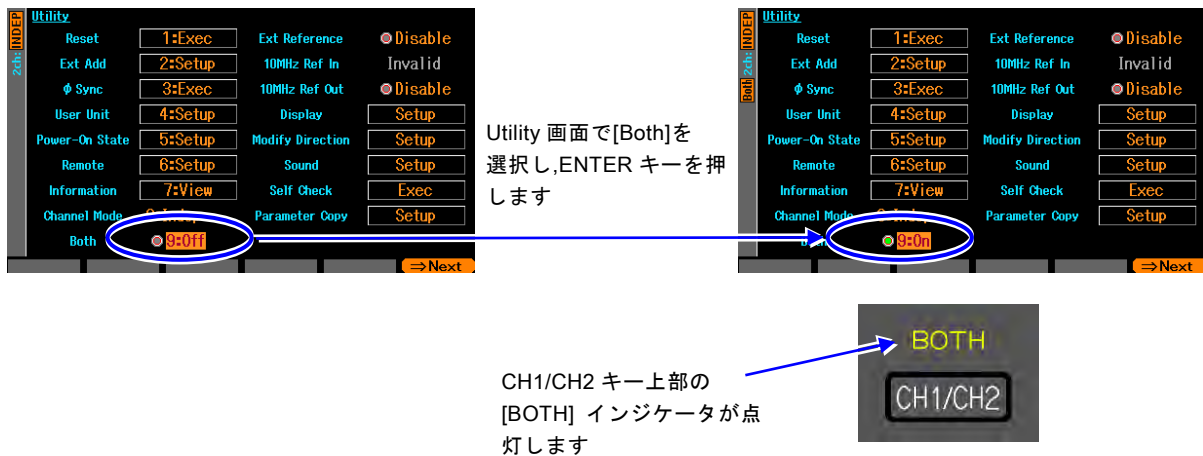 Utility
2ch: INDEP
Reset 1:Exec Ext Reference Disable
Ext Add 2:Setup 10MHz Ref In Invalid
φ Sync 3:Exec 10MHz Ref Out Disable
User Unit 4:Setup Display Setup
Power-On State 5:Setup Modify Direction Setup
Remote 6:Setup Sound Setup
Information 7:View Self Check Exec
Channel Mode Parameter Copy Setup
Both 9:Off
⇒Next
Utility 画面で[Both]を
選択し,ENTER キーを押
します
Utility
Both 2ch: INDEP
Reset 1:Exec Ext Reference Disable
Ext Add 2:Setup 10MHz Ref In Invalid
φ Sync 3:Exec 10MHz Ref Out Disable
User Unit 4:Setup Display Setup
Power-On State 5:Setup Modify Direction Setup
Remote 6:Setup Sound Setup
Information 7:View Self Check Exec
Channel Mode Parameter Copy Setup
9:On
⇒Next
CH1/CH2 キー上部の
[BOTH] インジケータが点
灯します
BOTH
CH1/CH2